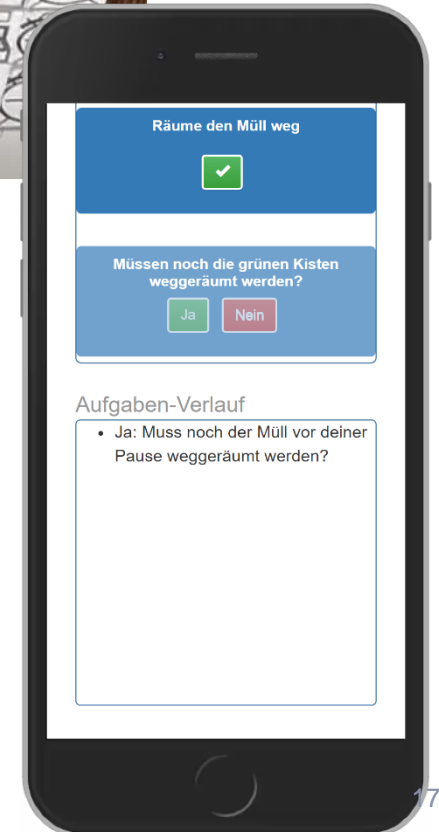 Räume den Müll weg
Müssen noch die grünen Kisten
weggeräumt werden?
Ja
Nein
Aufgaben-Verlauf
• Ja: Muss noch der Müll vor deiner
Pause weggeräumt werden?
17